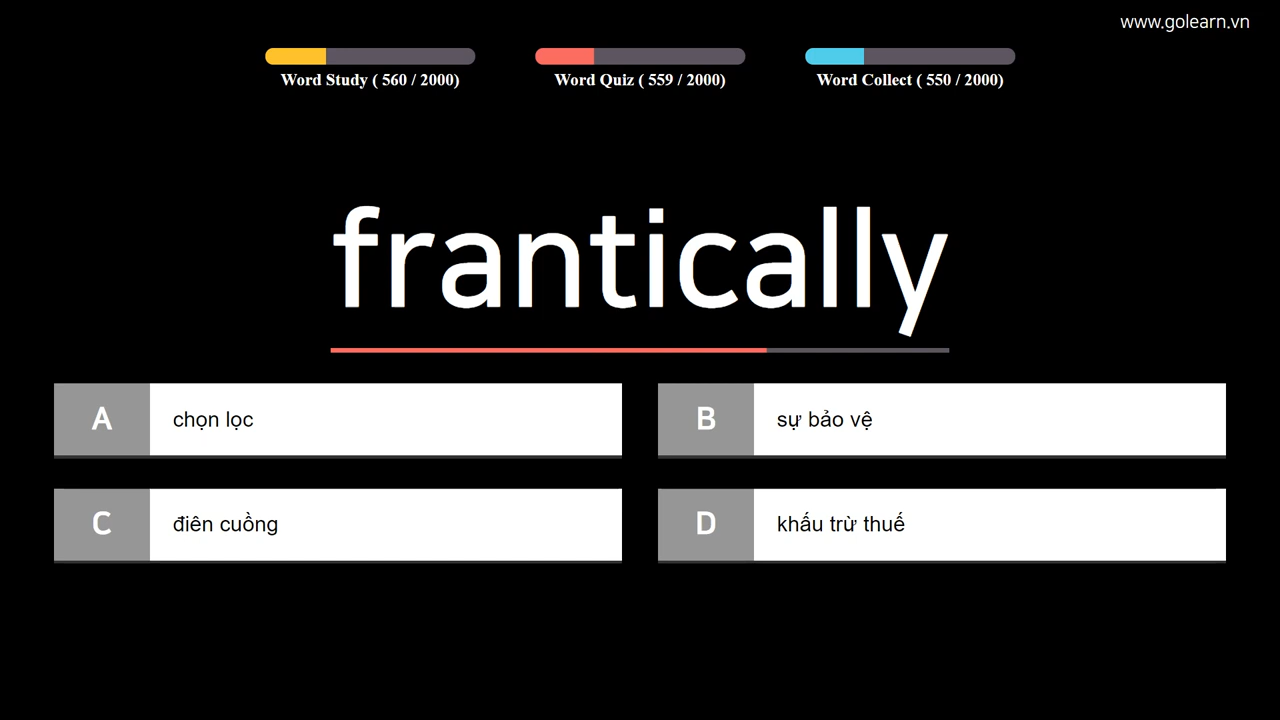 www.golearn.vn
Word Study ( 560 / 2000)
Word Quiz ( 559 / 2000)
Word Collect ( 550 / 2000)
frantically
A chọn lọc
B sự bảo vệ
C điên cuồng
D khấu trừ thuế